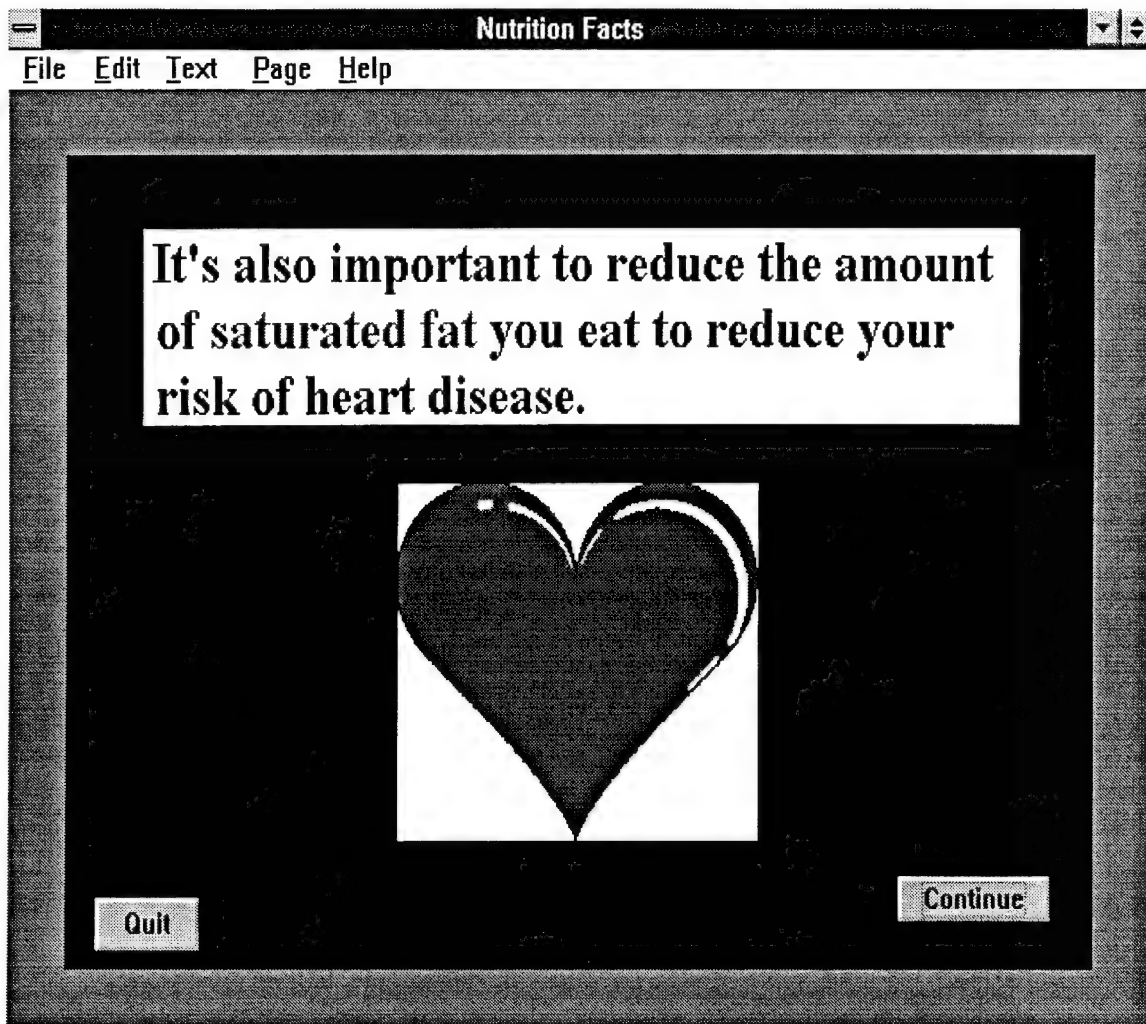 Nutrition Facts
File Edit Text Page Help
It's also important to reduce the amount
of saturated fat you eat to reduce your
risk of heart disease.
Continue
Quit